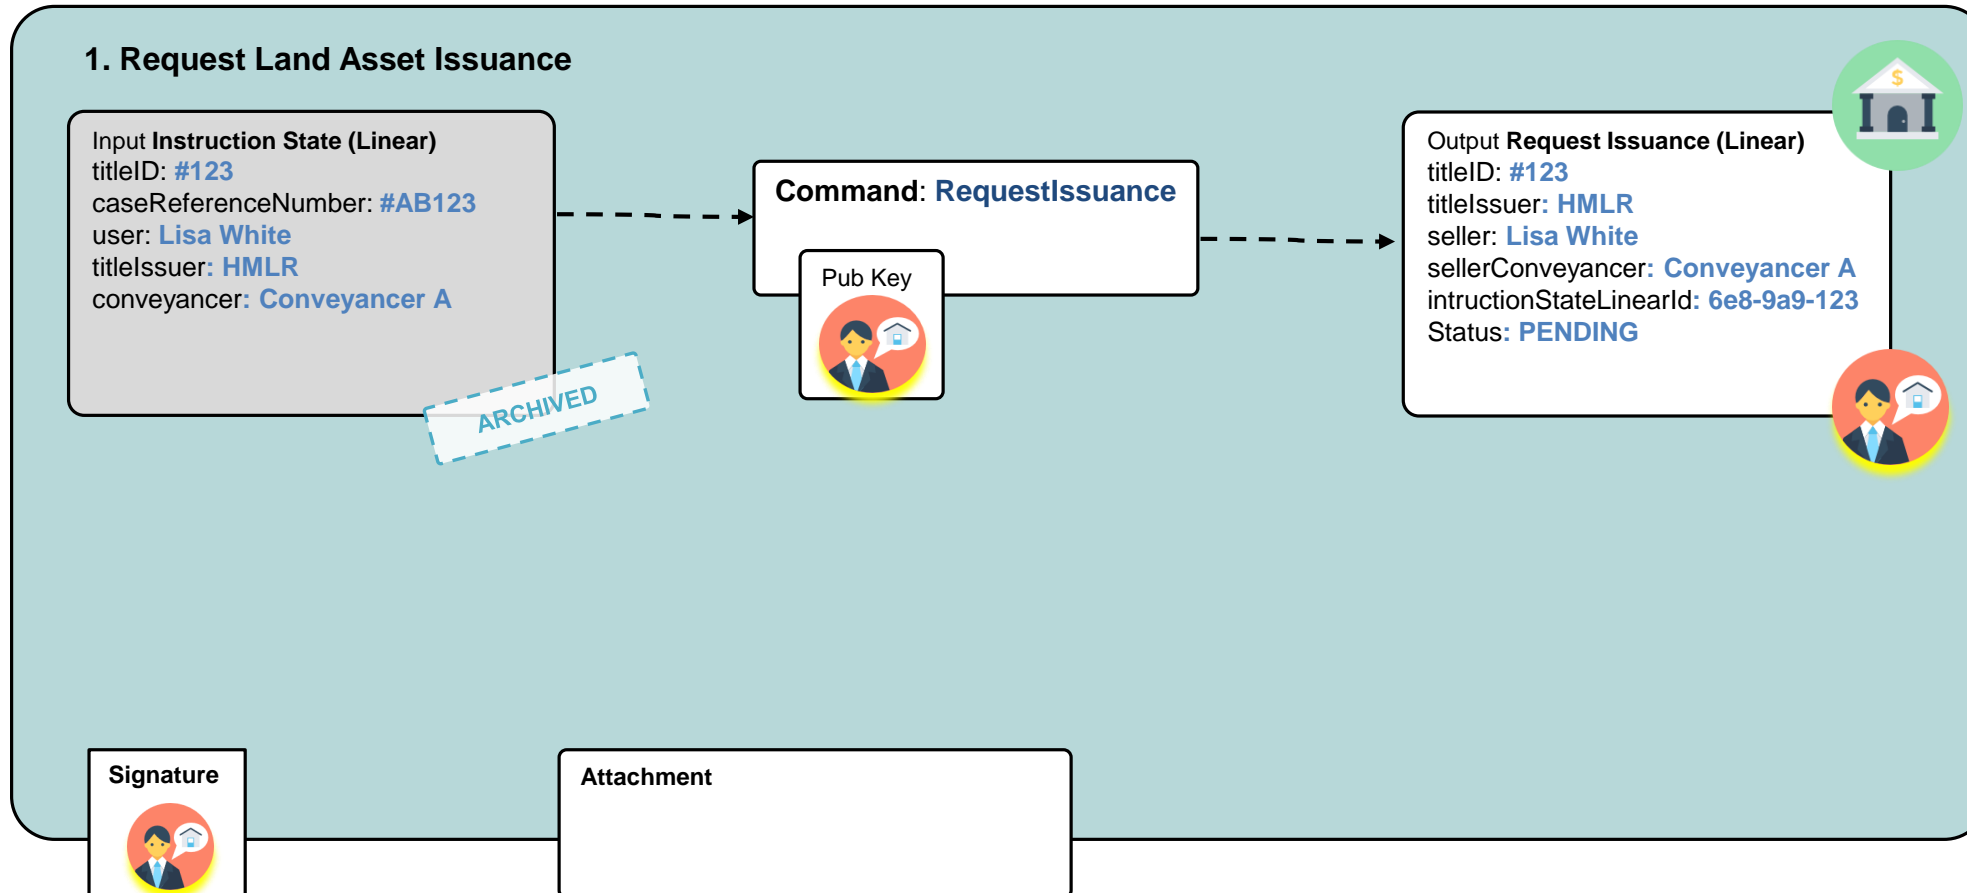 1. Request Land Asset Issuance
Input Instruction State (Linear)
titleID: #123
caseReferenceNumber: #AB123
user: Lisa White
titleIssuer: HMLR
conveyancer: Conveyancer A
ARCHIVED
Command: RequestIssuance
Pub Key
Output Request Issuance (Linear)
titleID: #123
titleIssuer: HMLR
seller: Lisa White
sellerConveyancer: Conveyancer A
intructionStateLinearId: 6e8-9a9-123
Status: PENDING
$
Signature
Attachment